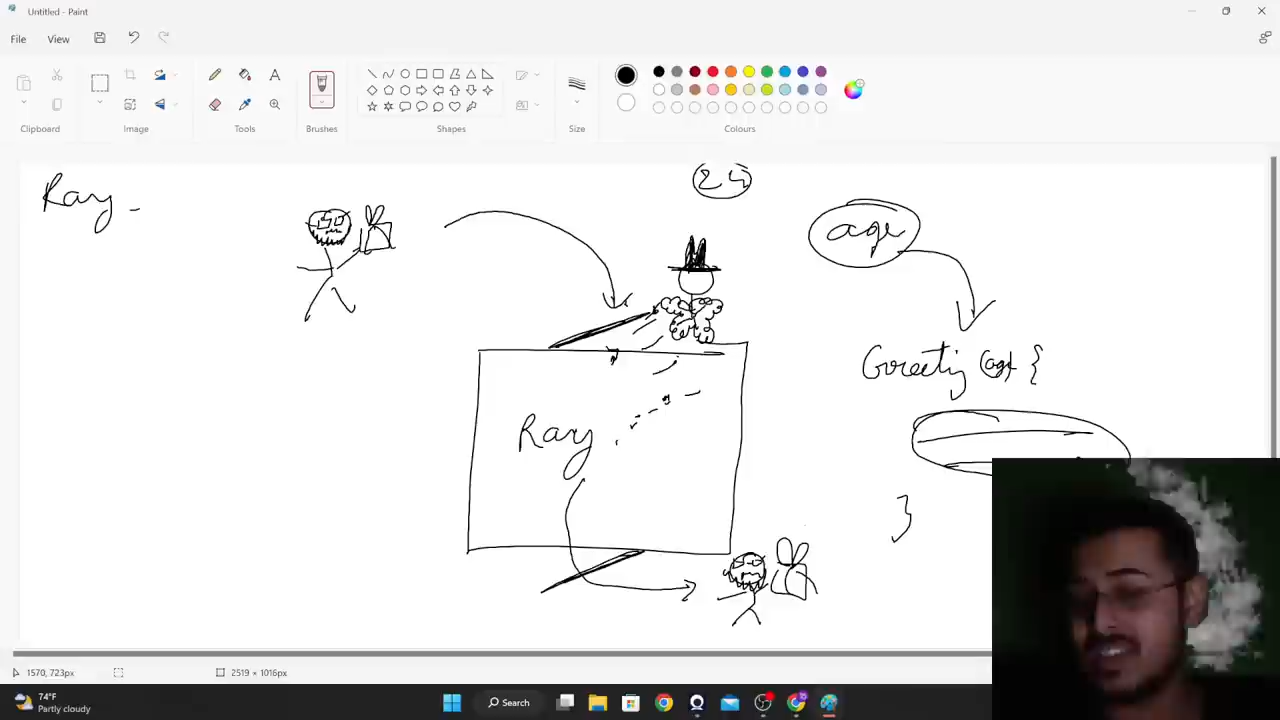 Untitled - Paint
File
View
Clipboard
Image
Tools
Brushes
Shapes
Size
Colours
Ray -
25
age
Greeting (age) {
Ray
}
1570, 723px
2519 × 1016px
74°F
Partly cloudy
Search